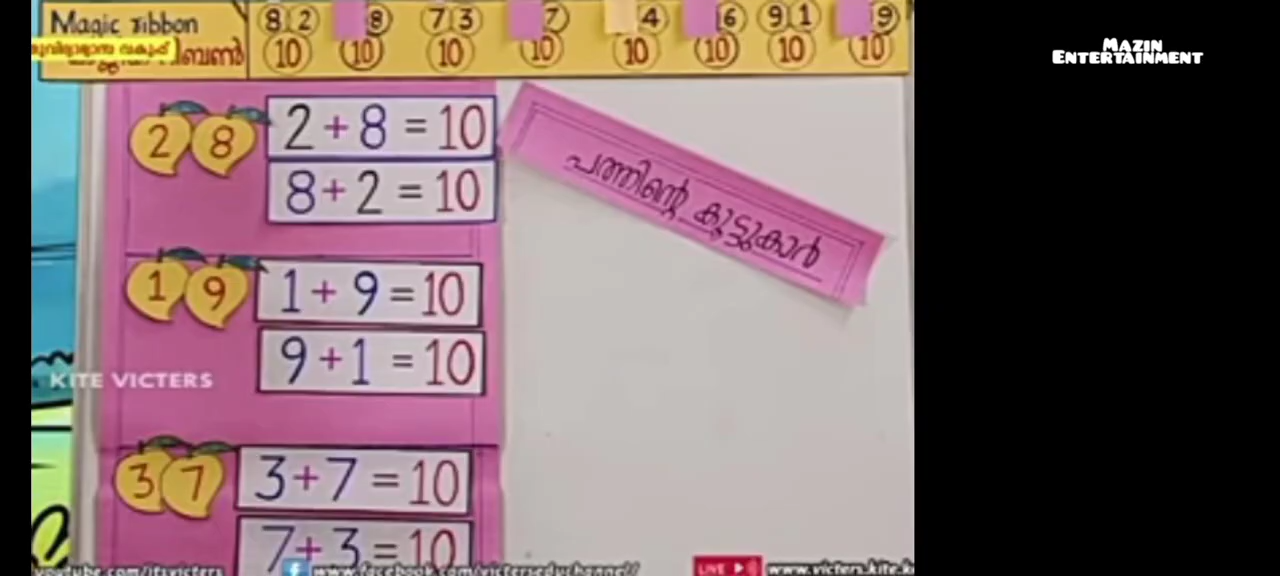 Magic ribbon
റിബൺ
8 2 8 7 3 7 4 6 9 1 9
10 10 10 10 10 10 10 10
MAZIN
ENTERTAINMENT
2 8 2 + 8 = 10
8 + 2 = 10
പത്തിന്റെ കൂട്ടുകാർ
1 9 1 + 9 = 10
9 + 1 = 10
KITE VICTERS
3 7 3 + 7 = 10
7 + 3 = 10
youtube.com/itsvicters
www.facebook.com/victerseduchannel/
LIVE
www.victers.kite.k